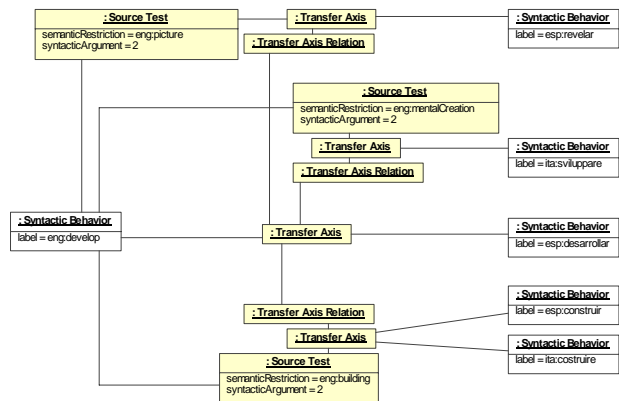 : Source Test
semanticRestriction = eng:picture
syntacticArgument = 2
: Transfer Axis
: Transfer Axis Relation
: Syntactic Behavior
label = esp:revelar
: Source Test
semanticRestriction = eng:mentalCreation
syntacticArgument = 2
: Transfer Axis
: Transfer Axis Relation
: Syntactic Behavior
label = ita:sviluppare
: Syntactic Behavior
label = eng:develop
: Transfer Axis
: Syntactic Behavior
label = esp:desarrollar
: Transfer Axis Relation
: Transfer Axis
: Syntactic Behavior
label = esp:construir
: Syntactic Behavior
label = ita:costruire
: Source Test
semanticRestriction = eng:building
syntacticArgument = 2